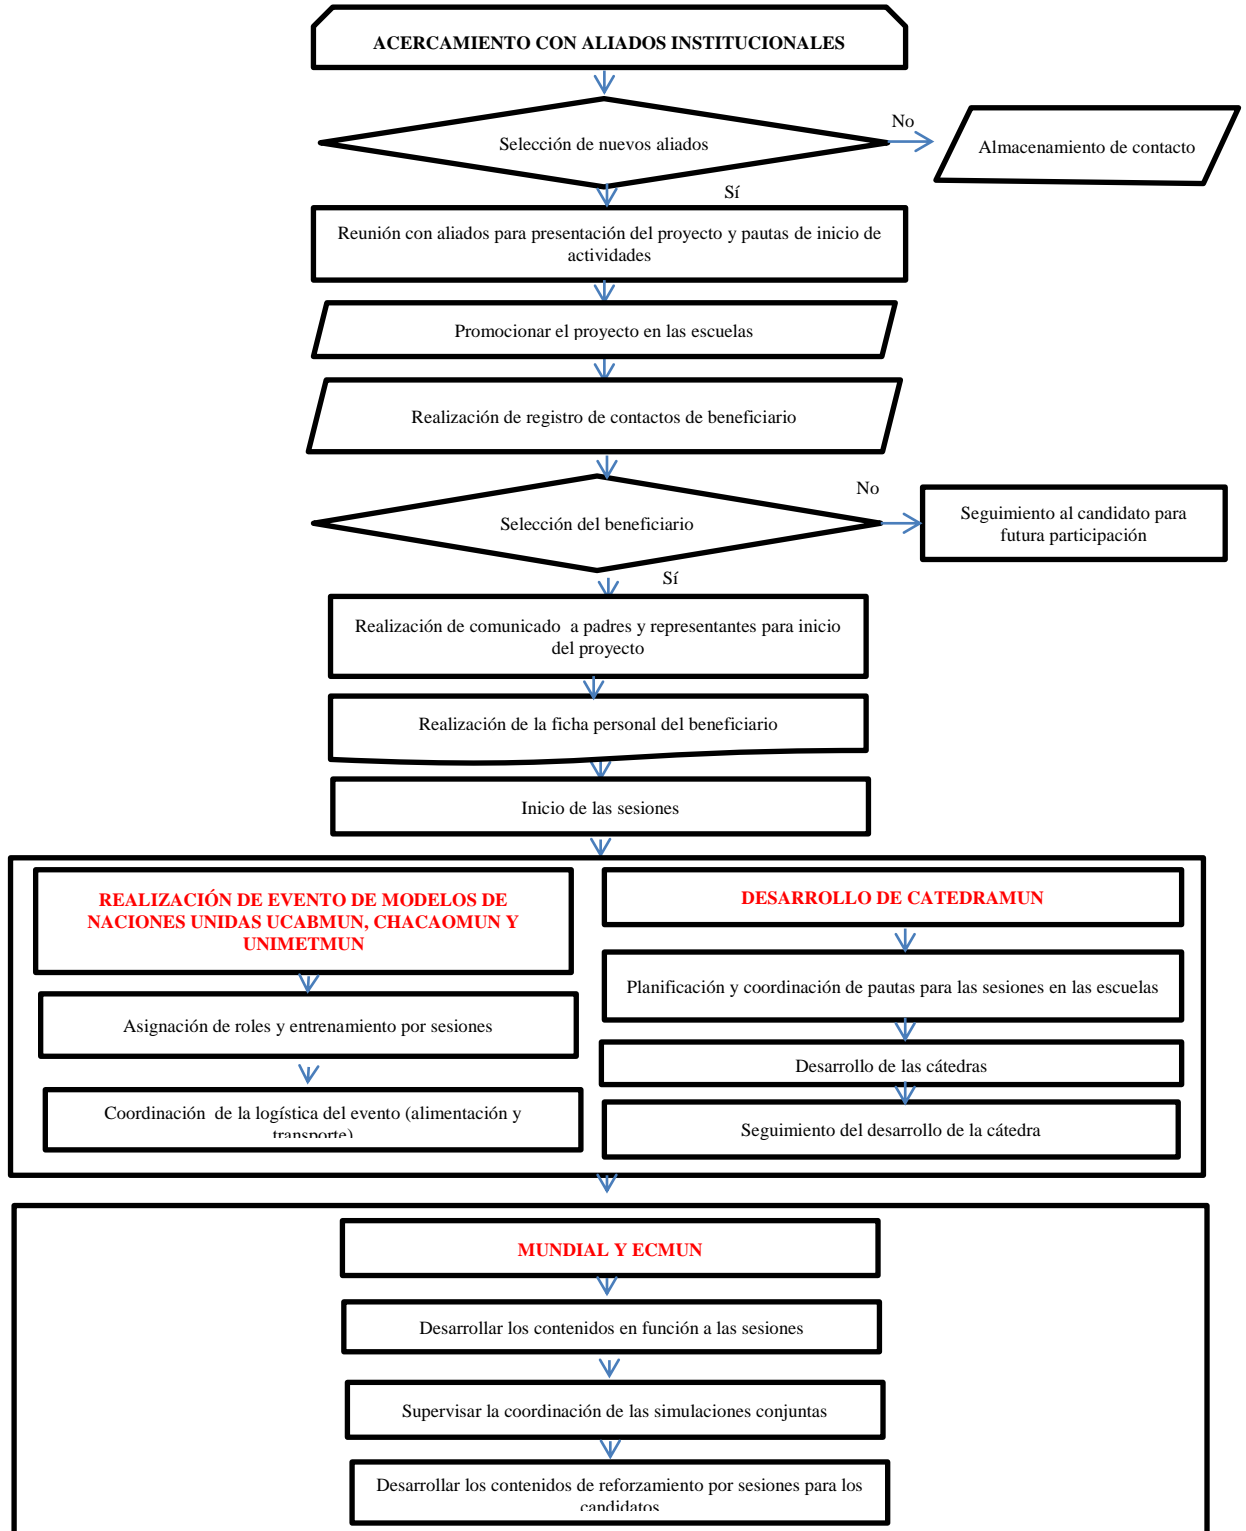 ACERCAMIENTO CON ALIADOS INSTITUCIONALES
Selección de nuevos aliados
No
Almacenamiento de contacto
Sí
Reunión con aliados para presentación del proyecto y pautas de inicio de
actividades
Promocionar el proyecto en las escuelas
Realización de registro de contactos de beneficiario
Selección del beneficiario
No
Seguimiento al candidato para
futura participación
Sí
Realización de comunicado a padres y representantes para inicio
del proyecto
Realización de la ficha personal del beneficiario
Inicio de las sesiones
REALIZACIÓN DE EVENTO DE MODELOS DE
NACIONES UNIDAS UCABMUN, CHACAOMUN Y
UNIMETMUN
Asignación de roles y entrenamiento por sesiones
Coordinación de la logística del evento (alimentación y
transporte)
DESARROLLO DE CATEDRAMUN
Planificación y coordinación de pautas para las sesiones en las escuelas
Desarrollo de las cátedras
Seguimiento del desarrollo de la cátedra
MUNDIAL Y ECMUN
Desarrollar los contenidos en función a las sesiones
Supervisar la coordinación de las simulaciones conjuntas
Desarrollar los contenidos de reforzamiento por sesiones para los
candidatos